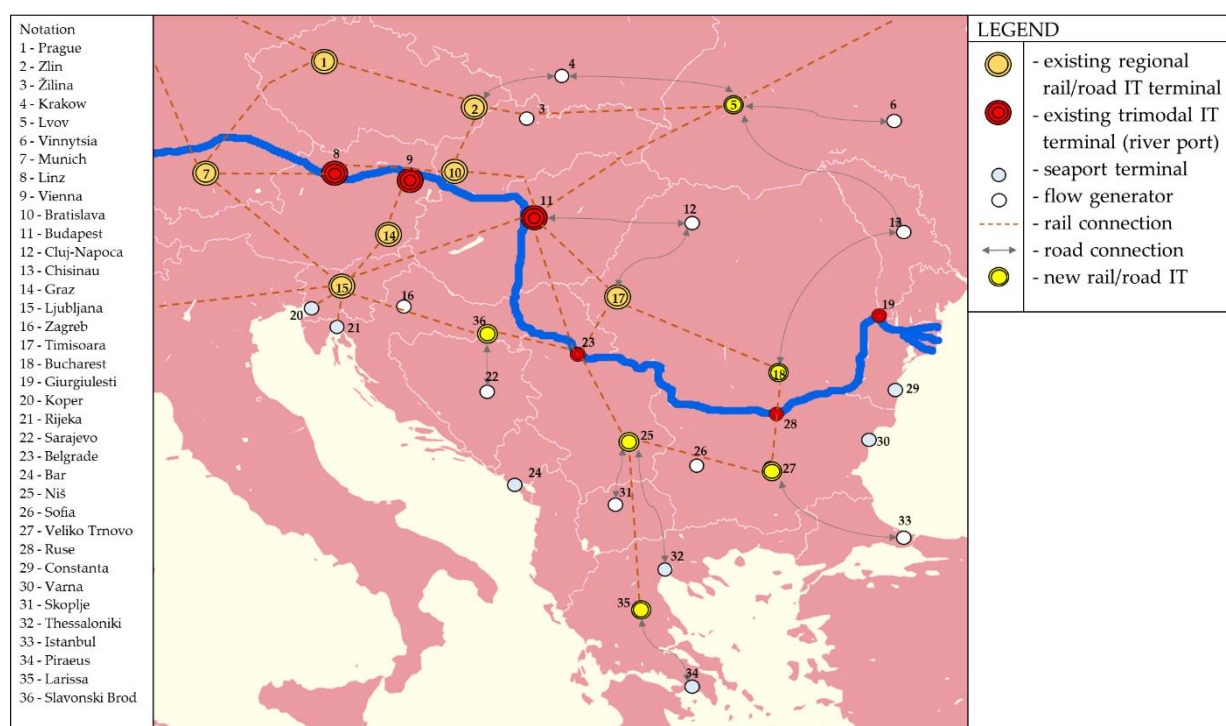 Notation
1 - Prague
2 - Zlin
3 - Žilina
4 - Krakow
5 - Lvov
6 - Vinnytsia
7 - Munich
8 - Linz
9 - Vienna
10 - Bratislava
11 - Budapest
12 - Cluj-Napoca
13 - Chisinau
14 - Graz
15 - Ljubljana
16 - Zagreb
17 - Timisoara
18 - Bucharest
19 - Giurgiulesti
20 - Koper
21 - Rijeka
22 - Sarajevo
23 - Belgrade
24 - Bar
25 - Niš
26 - Sofia
27 - Veliko Trnovo
28 - Ruse
29 - Constanta
30 - Varna
31 - Skoplje
32 - Thessaloniki
33 - Istanbul
34 - Piraeus
35 - Larissa
36 - Slavonski Brod
1
4
2
3
5
6
8
9
7
10
11
12
13
14
15
16
17
19
20
21
36
23
18
22
29
28
30
25
26
27
24
31
33
32
35
34
LEGEND
- existing regional
rail/road IT terminal
- existing trimodal IT
terminal (river port)
- seaport terminal
- flow generator
- rail connection
- road connection
- new rail/road IT